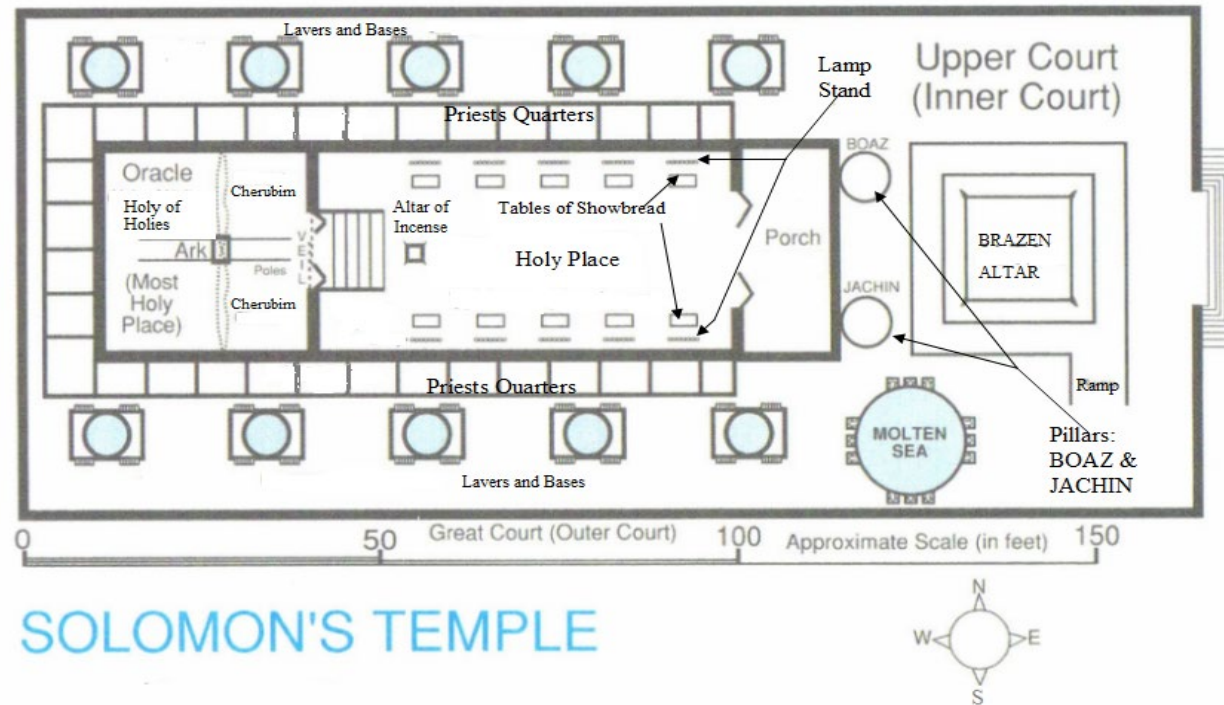 Lavers and Bases
Upper Court
(Inner Court)
Lamp
Stand
Priests Quarters
BOAZ
Oracle
Cherubim
Holy of
Holies
Altar of
Incense
Tables of Showbread
Ark
VEIL
Poles
Holy Place
Porch
BRAZEN
ALTAR
(Most
Holy
Place)
Cherubim
JACHIN
Priests Quarters
Ramp
MOLTEN
SEA
Pillars:
BOAZ &
JACHIN
Lavers and Bases
0
50
Great Court (Outer Court)
100
Approximate Scale (in feet)
150
SOLOMON'S TEMPLE
N
W
E
S